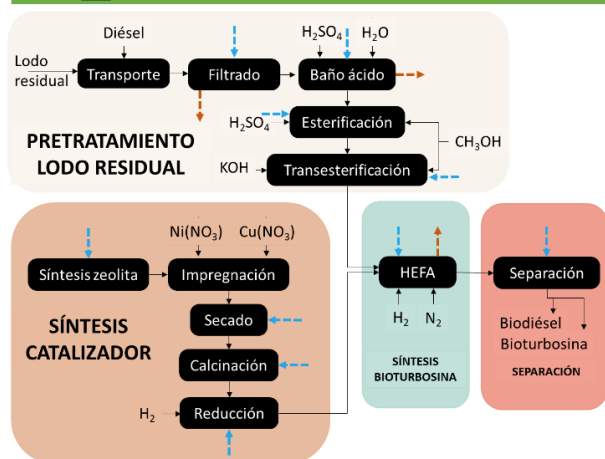 Diésel
H₂SO₄
H₂O
Lodo
residual
Transporte
Filtrado
Baño ácido
PRETRATAMIENTO
LODO RESIDUAL
H₂SO₄
Esterificación
CH₃OH
KOH
Transesterificación
Ni(NO₃)
Cu(NO₃)
Síntesis zeolita
Impregnación
HEFA
Separación
SÍNTESIS
CATALIZADOR
Secado
H₂
N₂
Biodiésel
Bioturbosina
Calcinación
SÍNTESIS
BIOTURBOSINA
SEPARACIÓN
H₂
Reducción